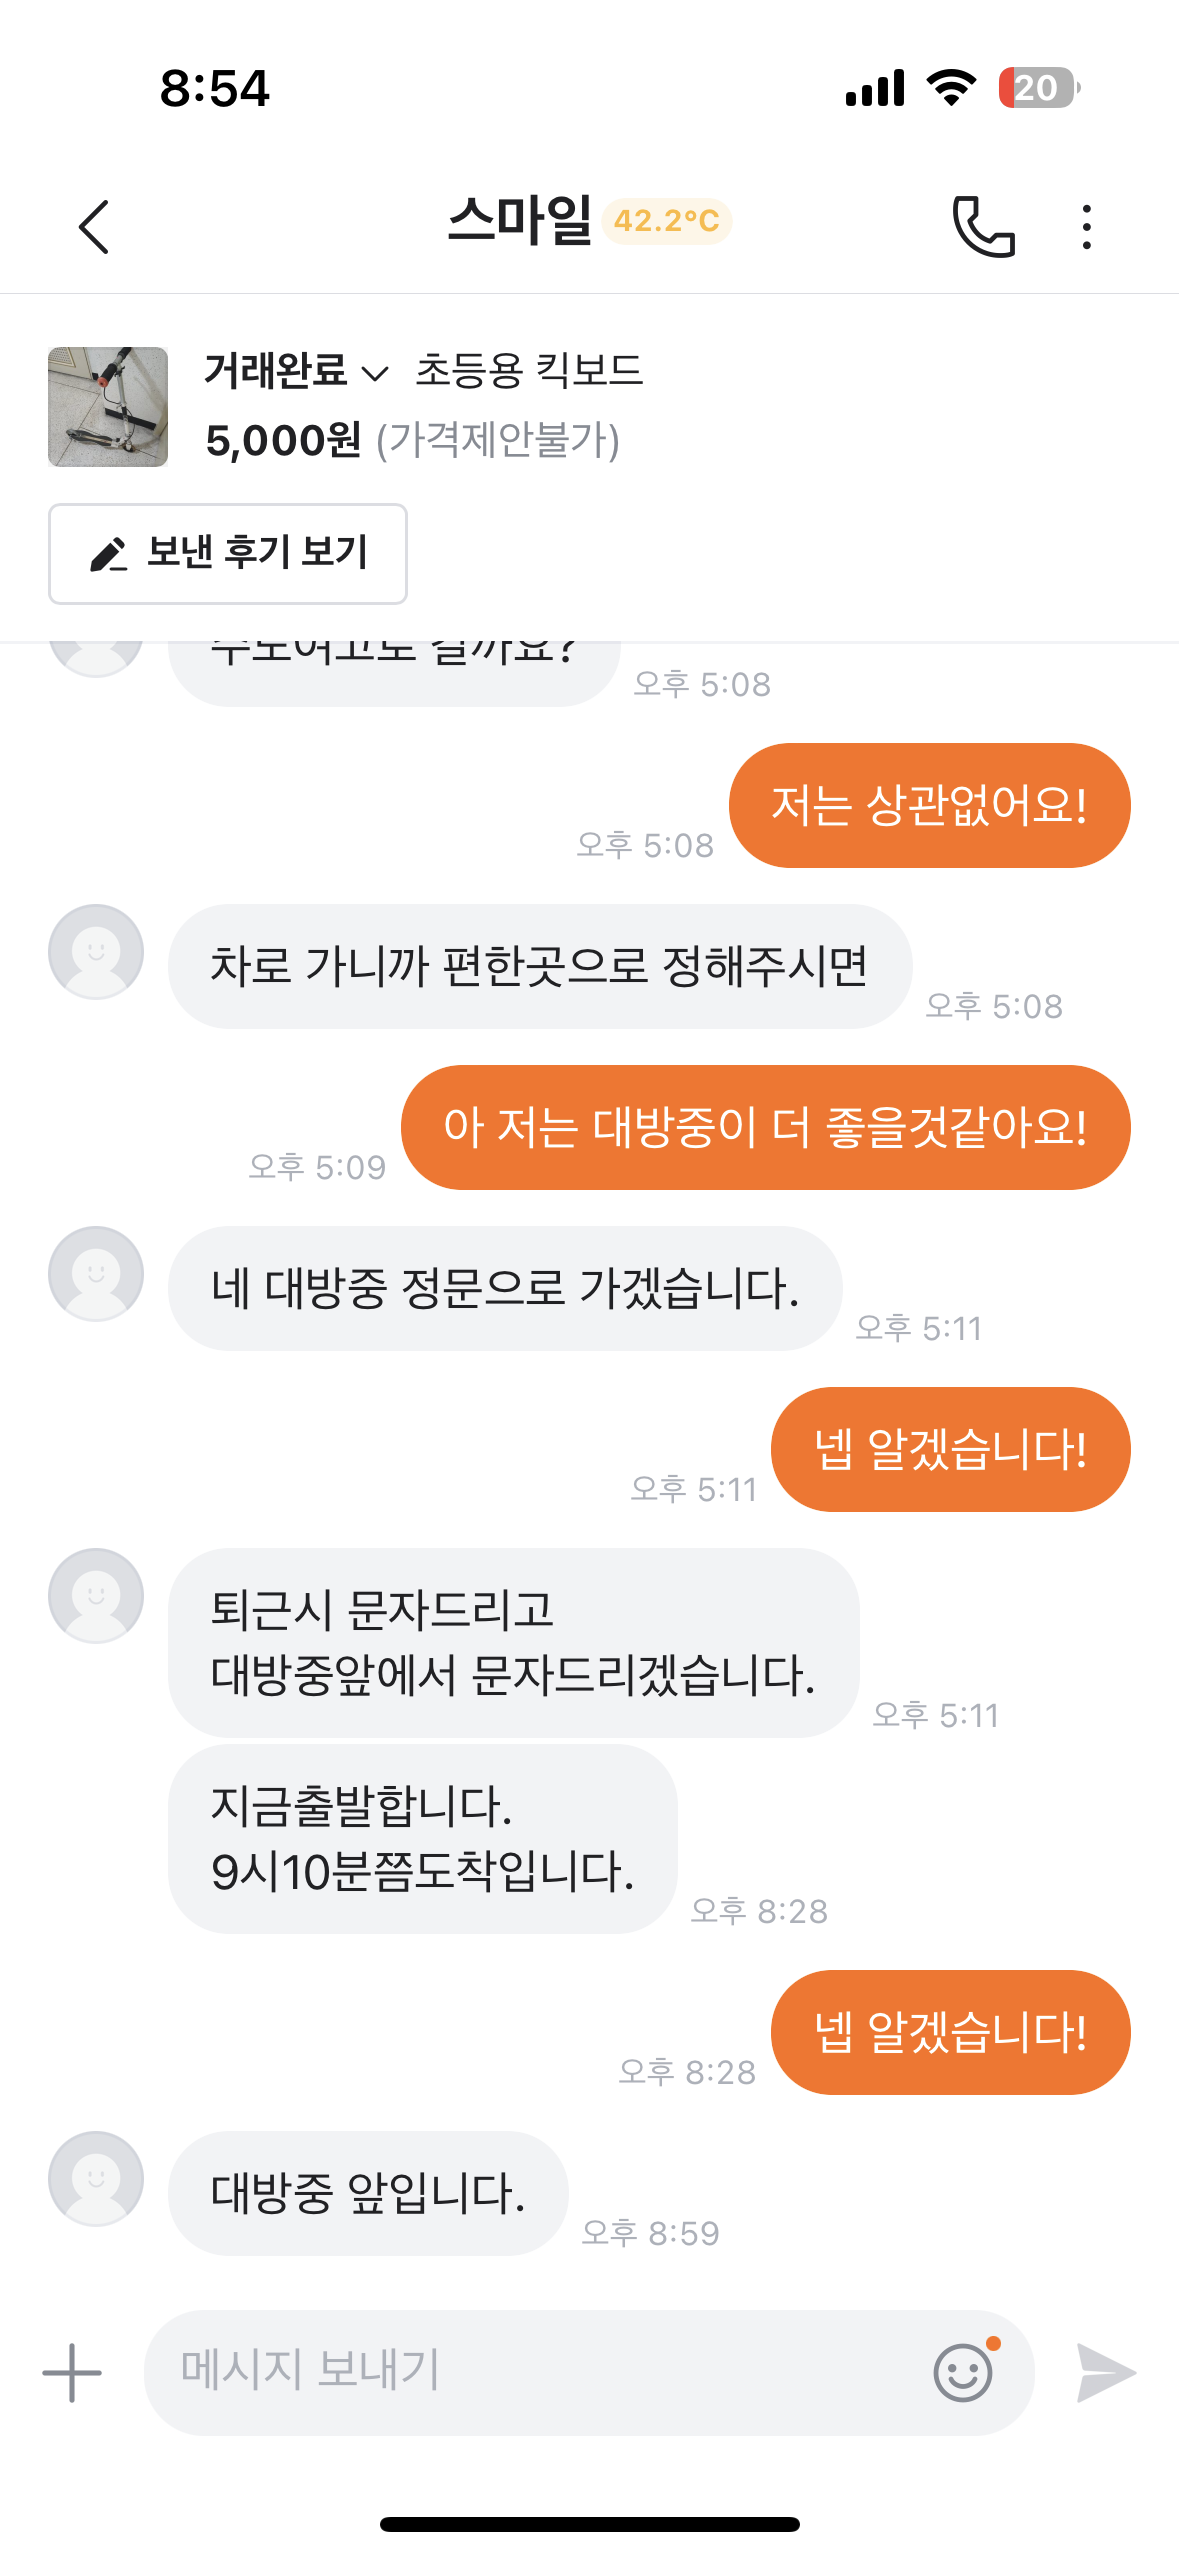 8:54
20
스마일 42.2°C
거래완료 초등용 킥보드
5,000원 (가격제안불가)
보낸 후기 보기
갈까요?
오후 5:08
저는 상관없어요!
오후 5:08
차로 가니까 편한곳으로 정해주시면
오후 5:08
아 저는 대방중이 더 좋을것같아요!
오후 5:09
네 대방중 정문으로 가겠습니다.
오후 5:11
넵 알겠습니다!
오후 5:11
퇴근시 문자드리고
대방중앞에서 문자드리겠습니다.
오후 5:11
지금출발합니다.
9시10분쯤도착입니다.
오후 8:28
넵 알겠습니다!
오후 8:28
대방중 앞입니다.
오후 8:59
메시지 보내기